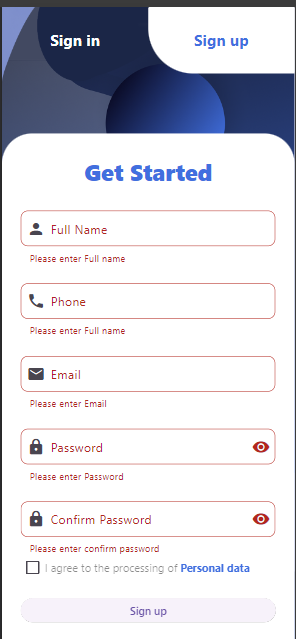 Sign in
Sign up
Get Started
Full Name
Please enter Full name
Phone
Please enter Full name
Email
Please enter Email
Password
Please enter Password
Confirm Password
Please enter confirm password
I agree to the processing of Personal data
Sign up